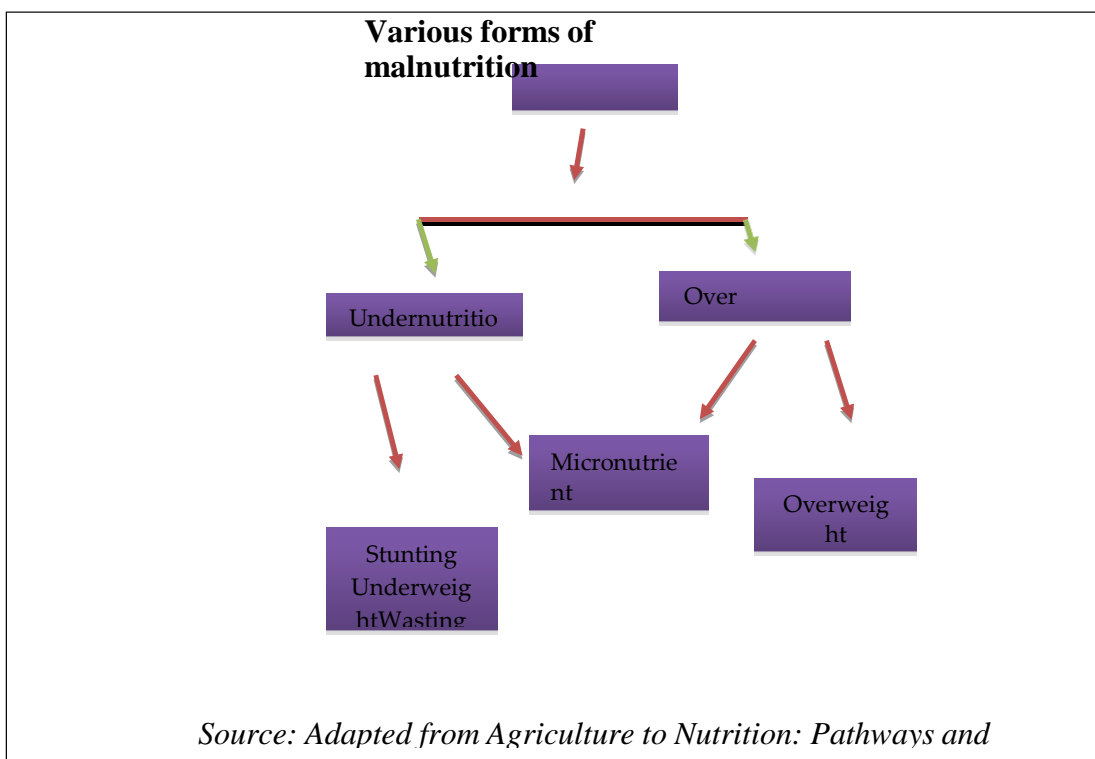 Various forms of
malnutrition
Undernutritio
Over
Micronutrie
nt
Overweig
ht
Stunting
Underweig
htWasting
Source: Adapted from Agriculture to Nutrition: Pathways and